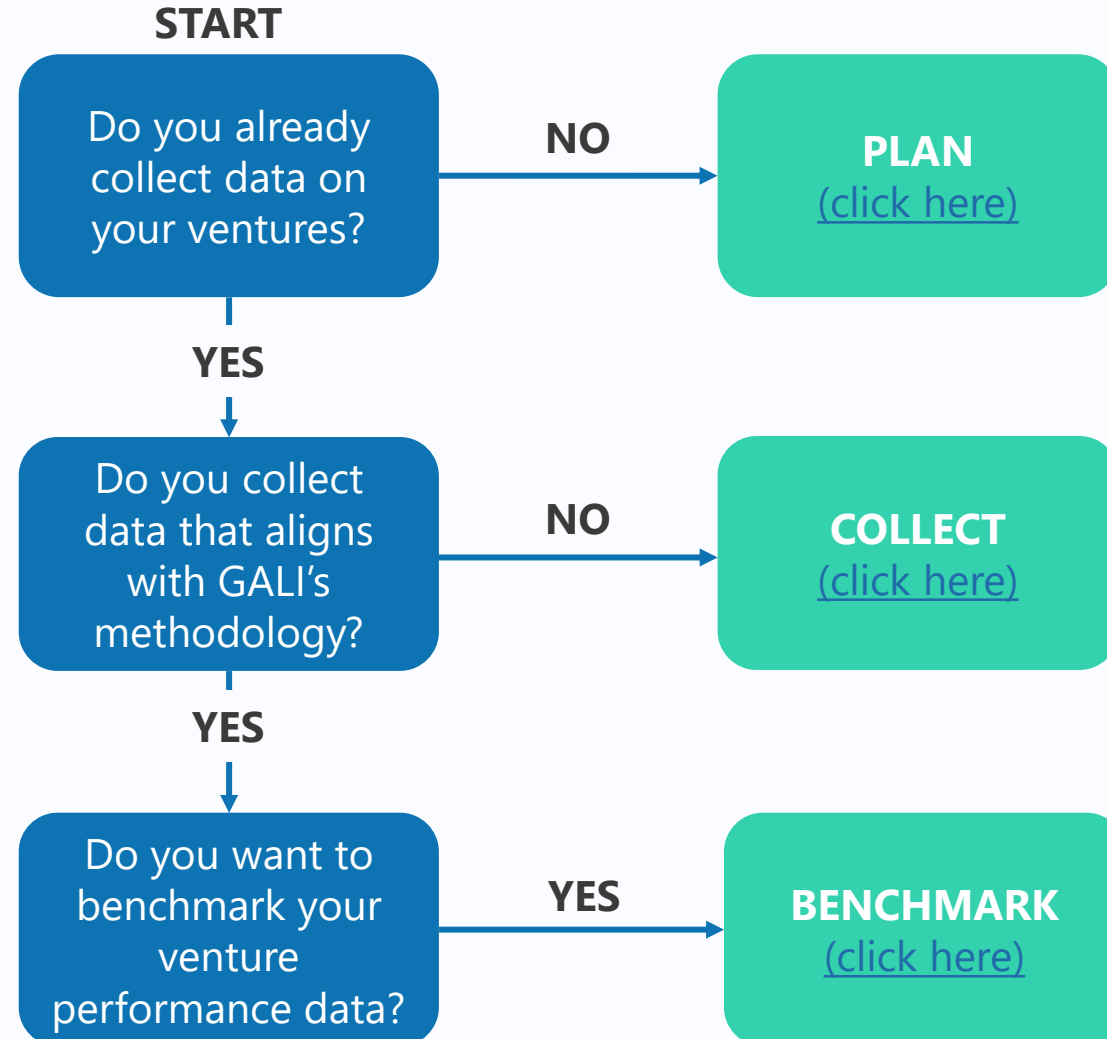 START
Do you already
collect data on
your ventures?
NO
PLAN
(click here)
YES
Do you collect
data that aligns
with GALI’s
methodology?
NO
COLLECT
(click here)
YES
Do you want to
benchmark your
venture
performance data?
YES
BENCHMARK
(click here)